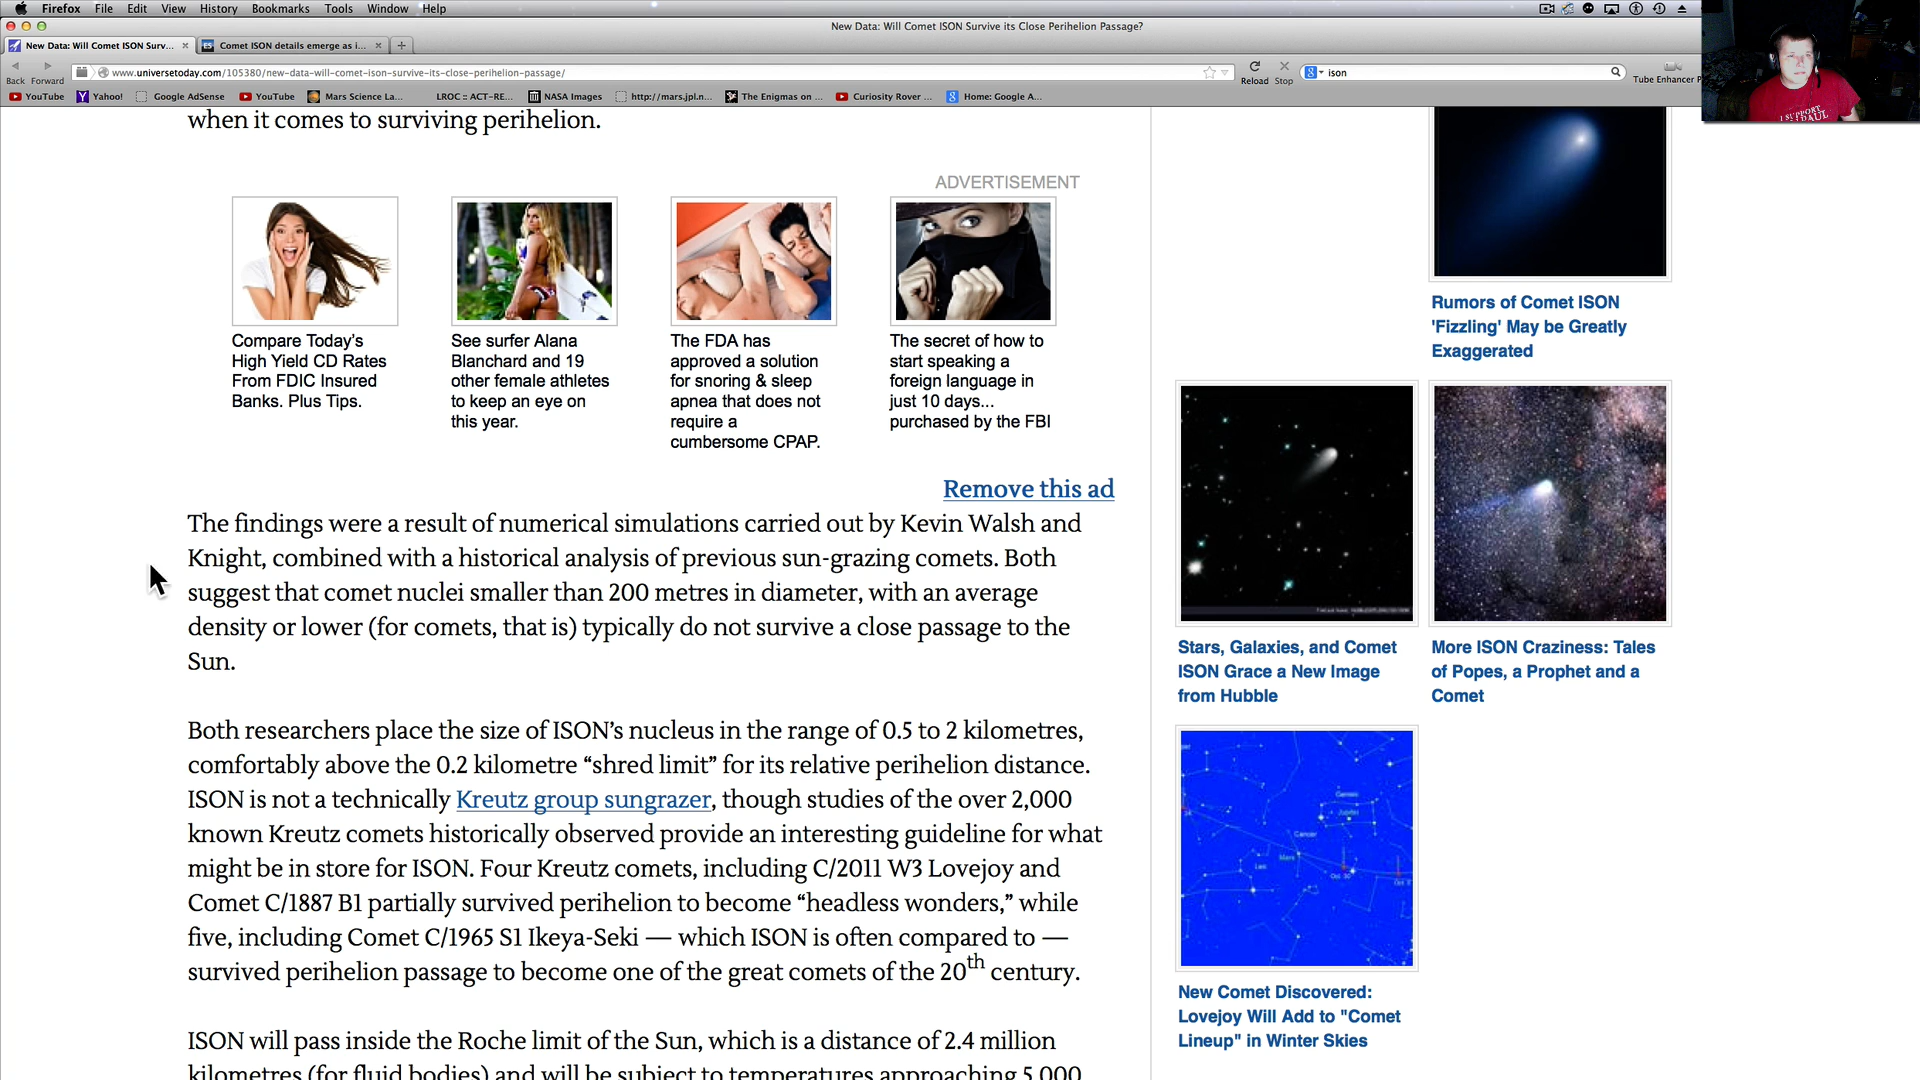 Firefox File Edit View History Bookmarks Tools Window Help
New Data: Will Comet ISON Survive its Close Perihelion Passage?
New Data: Will Comet ISON Surv... Comet ISON details emerge as i...
Back Forward www.universetoday.com/105380/new-data-will-comet-ison-survive-its-close-perihelion-passage/ Reload Stop ison Tube Enhancer P
YouTube Yahoo! Google AdSense YouTube Mars Science La... LROC :: ACT-RE... NASA Images http://mars.jpl.n... The Enigmas on ... Curiosity Rover ... Home: Google A...
I SUPPORT
when it comes to surviving perihelion.
ADVERTISEMENT
Compare Today's
High Yield CD Rates
From FDIC Insured
Banks. Plus Tips.
See surfer Alana
Blanchard and 19
other female athletes
to keep an eye on
this year.
The FDA has
approved a solution
for snoring & sleep
apnea that does not
require a
cumbersome CPAP.
The secret of how to
start speaking a
foreign language in
just 10 days...
purchased by the FBI
Remove this ad
The findings were a result of numerical simulations carried out by Kevin Walsh and
Knight, combined with a historical analysis of previous sun-grazing comets. Both
suggest that comet nuclei smaller than 200 metres in diameter, with an average
density or lower (for comets, that is) typically do not survive a close passage to the
Sun.
Both researchers place the size of ISON's nucleus in the range of 0.5 to 2 kilometres,
comfortably above the 0.2 kilometre “shred limit” for its relative perihelion distance.
ISON is not a technically Kreutz group sungrazer, though studies of the over 2,000
known Kreutz comets historically observed provide an interesting guideline for what
might be in store for ISON. Four Kreutz comets, including C/2011 W3 Lovejoy and
Comet C/1887 B1 partially survived perihelion to become “headless wonders,” while
five, including Comet C/1965 S1 Ikeya-Seki — which ISON is often compared to —
survived perihelion passage to become one of the great comets of the 20th century.
ISON will pass inside the Roche limit of the Sun, which is a distance of 2.4 million
kilometres (for fluid bodies) and will be subject to temperatures approaching 5,000
Rumors of Comet ISON
'Fizzling' May be Greatly
Exaggerated
Stars, Galaxies, and Comet
ISON Grace a New Image
from Hubble
More ISON Craziness: Tales
of Popes, a Prophet and a
Comet
Cancer
Mars
Leo
Oct 30
New Comet Discovered:
Lovejoy Will Add to "Comet
Lineup" in Winter Skies